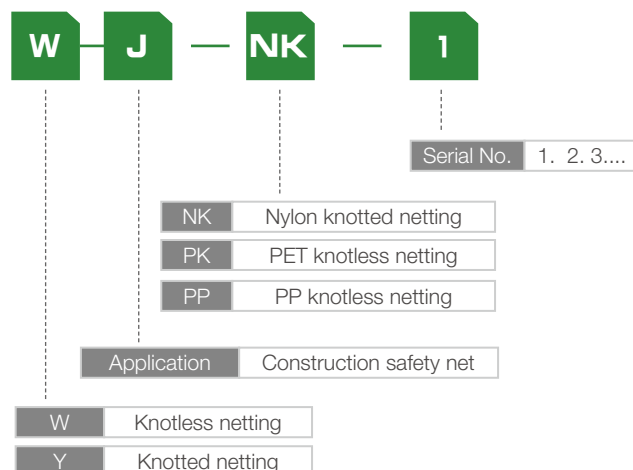 W J NK 1
Serial No. 1. 2. 3....
NK Nylon knotted netting
PK PET knotless netting
PP PP knotless netting
Application Construction safety net
W Knotless netting
Y Knotted netting